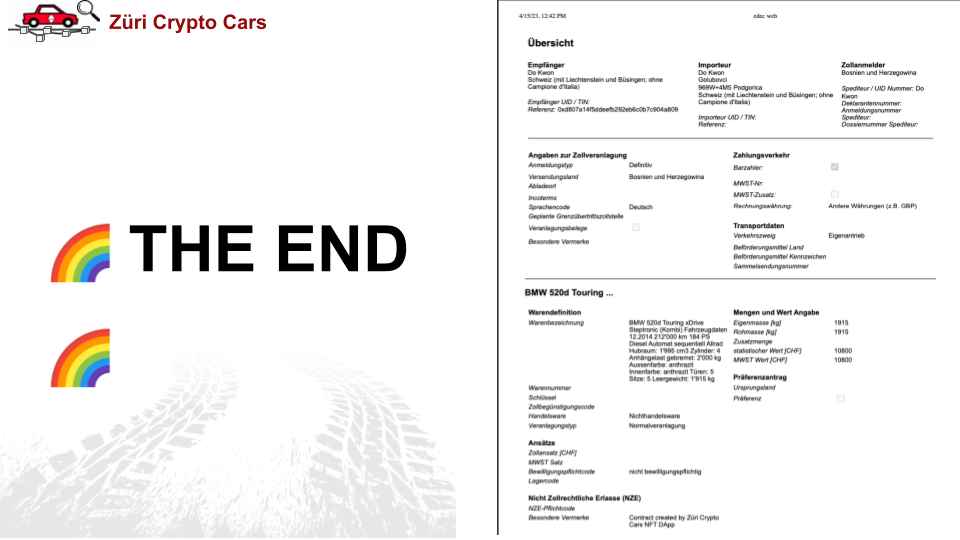 Züri Crypto Cars
THE END
4/15/23, 12:42 PM
edec web
Übersicht
Empfänger
Do Kwon
Schweiz (mit Liechtenstein und Büsingen; ohne
Campione d'Italia)
Empfänger UID / TIN:
Referenz: 0xd807a14f5ddeefb292eb6c0b7c904a809
Importeur
Do Kwon
Golubovci
969W+4M5 Podgorica
Schweiz (mit Liechtenstein und Büsingen; ohne
Campione d'Italia)
Importeur UID / TIN:
Referenz:
Zollanmelder
Bosnien und Herzegowina
Spediteur / UID Nummer: Do
Kwon
Deklarantennummer:
Anmeldungsnummer
Spediteur:
Dossiernummer Spediteur:
Angaben zur Zollveranlagung
Anmeldungstyp Definitiv
Versendungsland Bosnien und Herzegowina
Abladeort
Incoterms
Sprachencode Deutsch
Geplante Grenzübertrittszollstelle
Veranlagungsbelege
Besondere Vermerke
Zahlungsverkehr
Barzahler:
MWST-Nr:
MWST-Zusatz:
Rechnungswährung: Andere Währungen (z.B. GBP)
Transportdaten
Verkehrszweig Eigenantrieb
Beförderungsmittel Land
Beförderungsmittel Kennzeichen
Sammelsendungsnummer
BMW 520d Touring ...
Warendefinition
Warenbezeichnung BMW 520d Touring xDrive
Steptronic (Kombi) Fahrzeugdaten
12.2014 212'000 km 184 PS
Diesel Automat sequentiell Allrad
Hubraum: 1'995 cm3 Zylinder: 4
Anhängelast gebremst: 2'000 kg
Aussenfarbe: anthrazit
Innenfarbe: anthrazit Türen: 5
Sitze: 5 Leergewicht: 1'915 kg
Warennummer
Schlüssel
Zollbegünstigungscode
Handelsware Nichthandelsware
Veranlagungstyp Normalveranlagung
Mengen und Wert Angabe
Eigenmasse [kg] 1915
Rohmasse [kg] 1915
Zusatzmenge
statistischer Wert [CHF] 10800
MWST Wert [CHF] 10800
Präferenzantrag
Ursprungsland
Präferenz
Ansätze
Zollansatz [CHF]
MWST Satz
Bewilligungspflichtcode nicht bewilligungspflichtig
Lagercode
Nicht Zollrechtliche Erlasse (NZE)
NZE-Pflichtcode
Besondere Vermerke Contract created by Züri Crypto
Cars NFT DApp